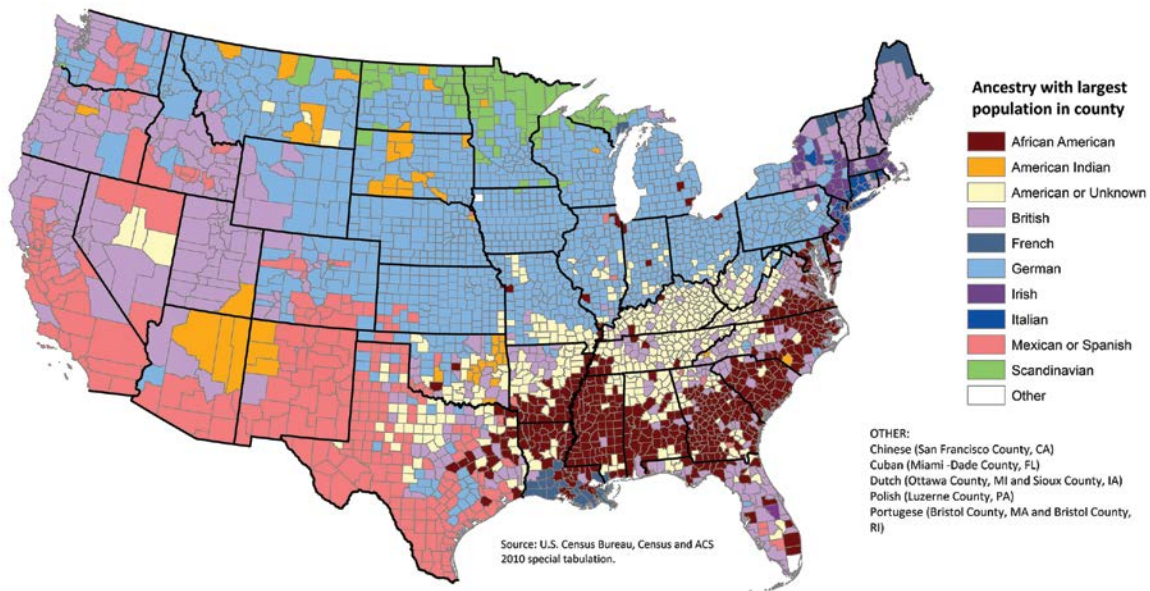 Ancestry with largest
population in county
African American
American Indian
American or Unknown
British
French
German
Irish
Italian
Mexican or Spanish
Scandinavian
Other
OTHER:
Chinese (San Francisco County, CA)
Cuban (Miami -Dade County, FL)
Dutch (Ottawa County, MI and Sioux County, IA)
Polish (Luzerne County, PA)
Portugese (Bristol County, MA and Bristol County,
RI)
Source: U.S. Census Bureau, Census and ACS
2010 special tabulation.